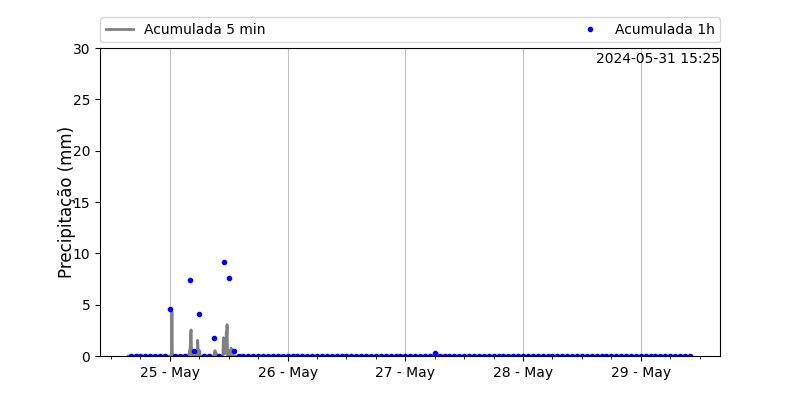 Acumulada 5 min
Acumulada 1h
2024-05-31 15:25
Precipitação (mm)
30
25
20
15
10
5
0
25 - May
26 - May
27 - May
28 - May
29 - May